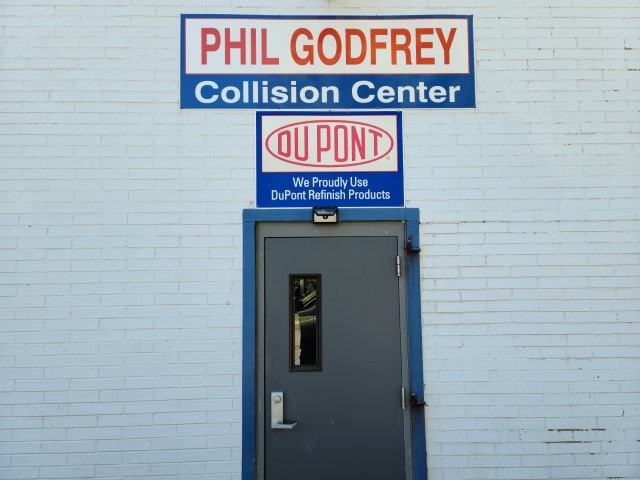 PHIL GODFREY
Collision Center
DU PONT
We Proudly Use
DuPont Refinish Products